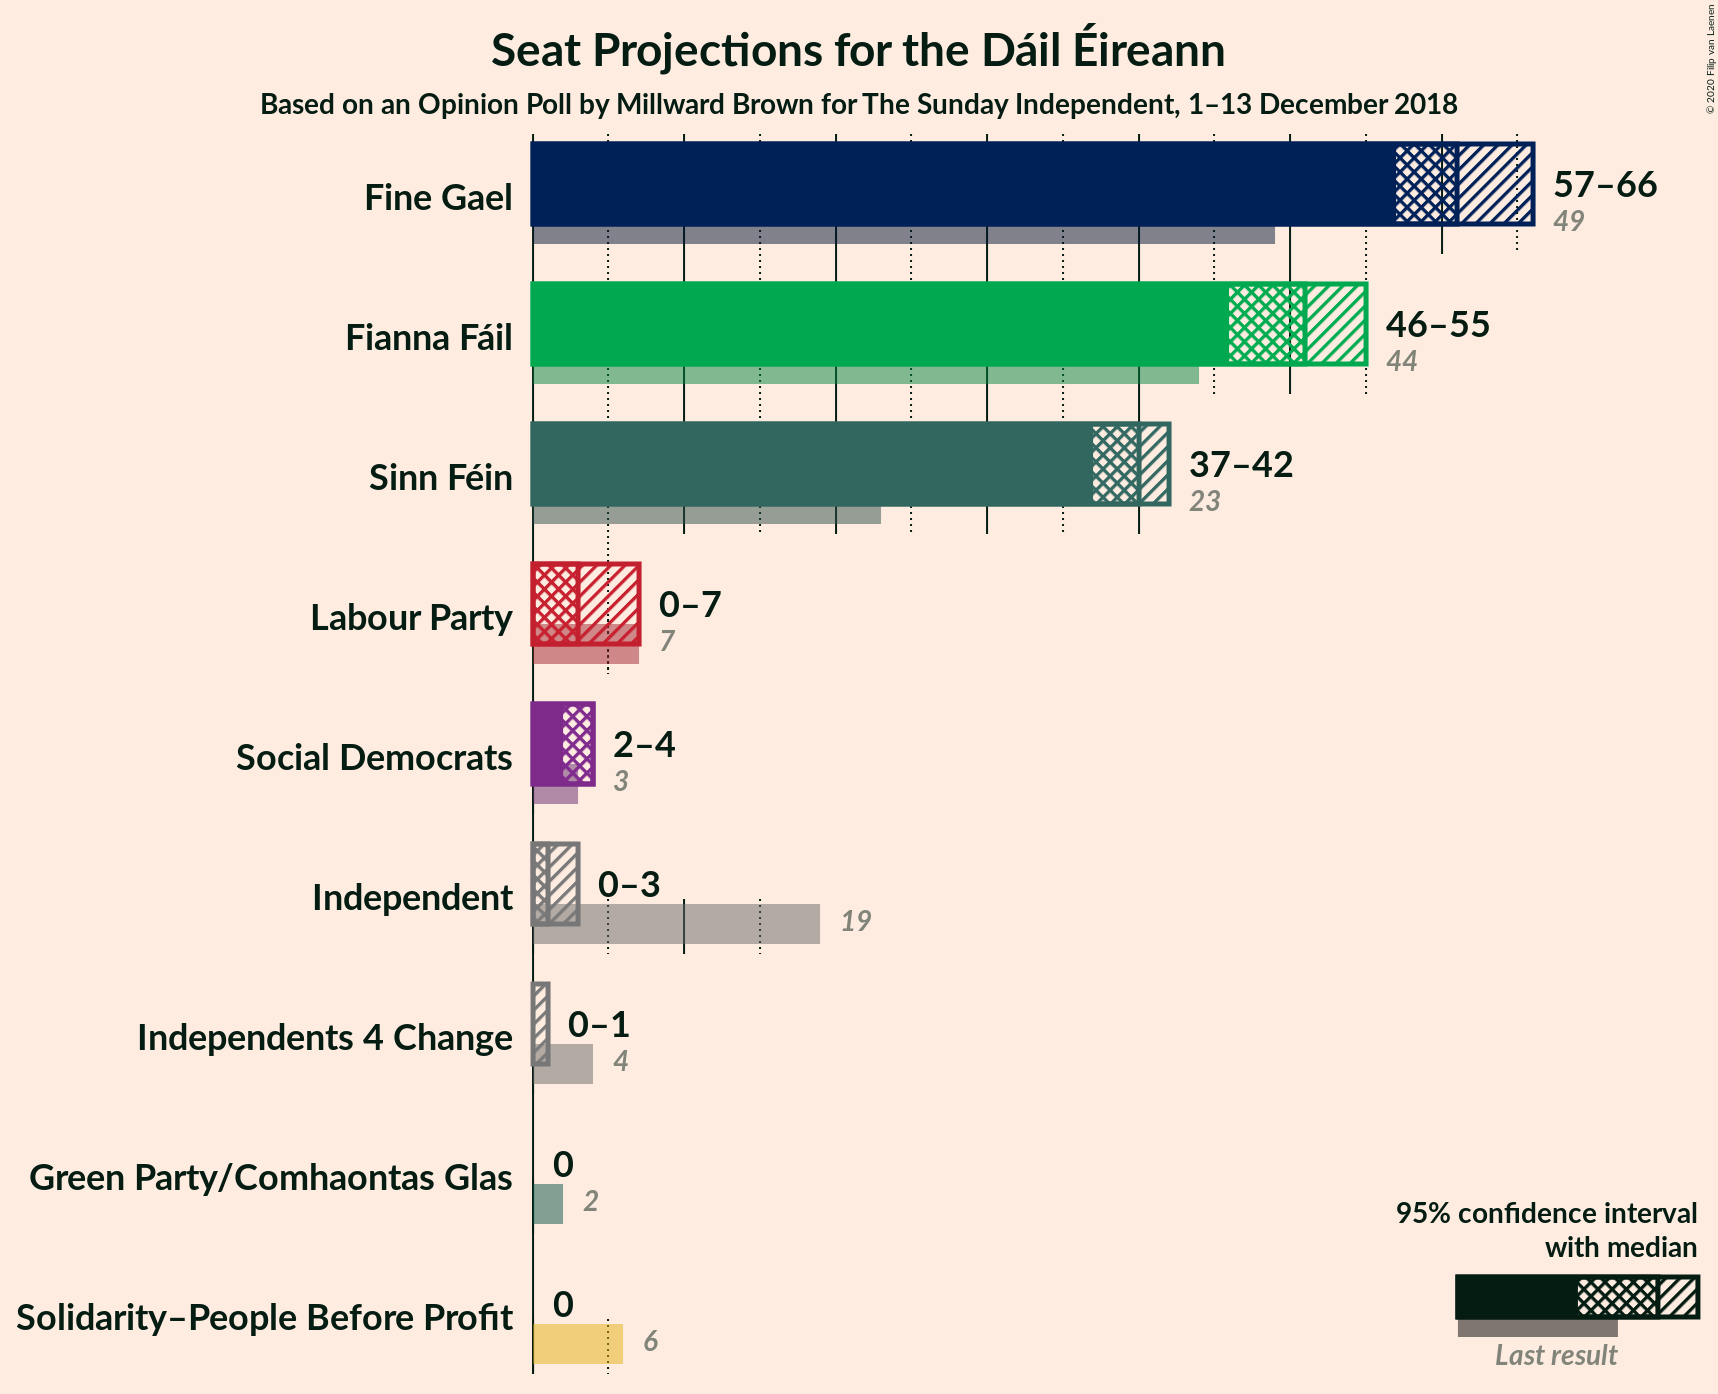 Seat Projections for the Dáil Éireann
Based on an Opinion Poll by Millward Brown for The Sunday Independent, 1–13 December 2018
© 2020 Filip van Laenen
Fine Gael
57–66
49
Fianna Fáil
46–55
44
Sinn Féin
37–42
23
Labour Party
0–7
7
Social Democrats
2–4
3
Independent
0–3
19
Independents 4 Change
0–1
4
Green Party/Comhaontas Glas
0
2
Solidarity–People Before Profit
0
6
95% confidence interval
with median
Last result